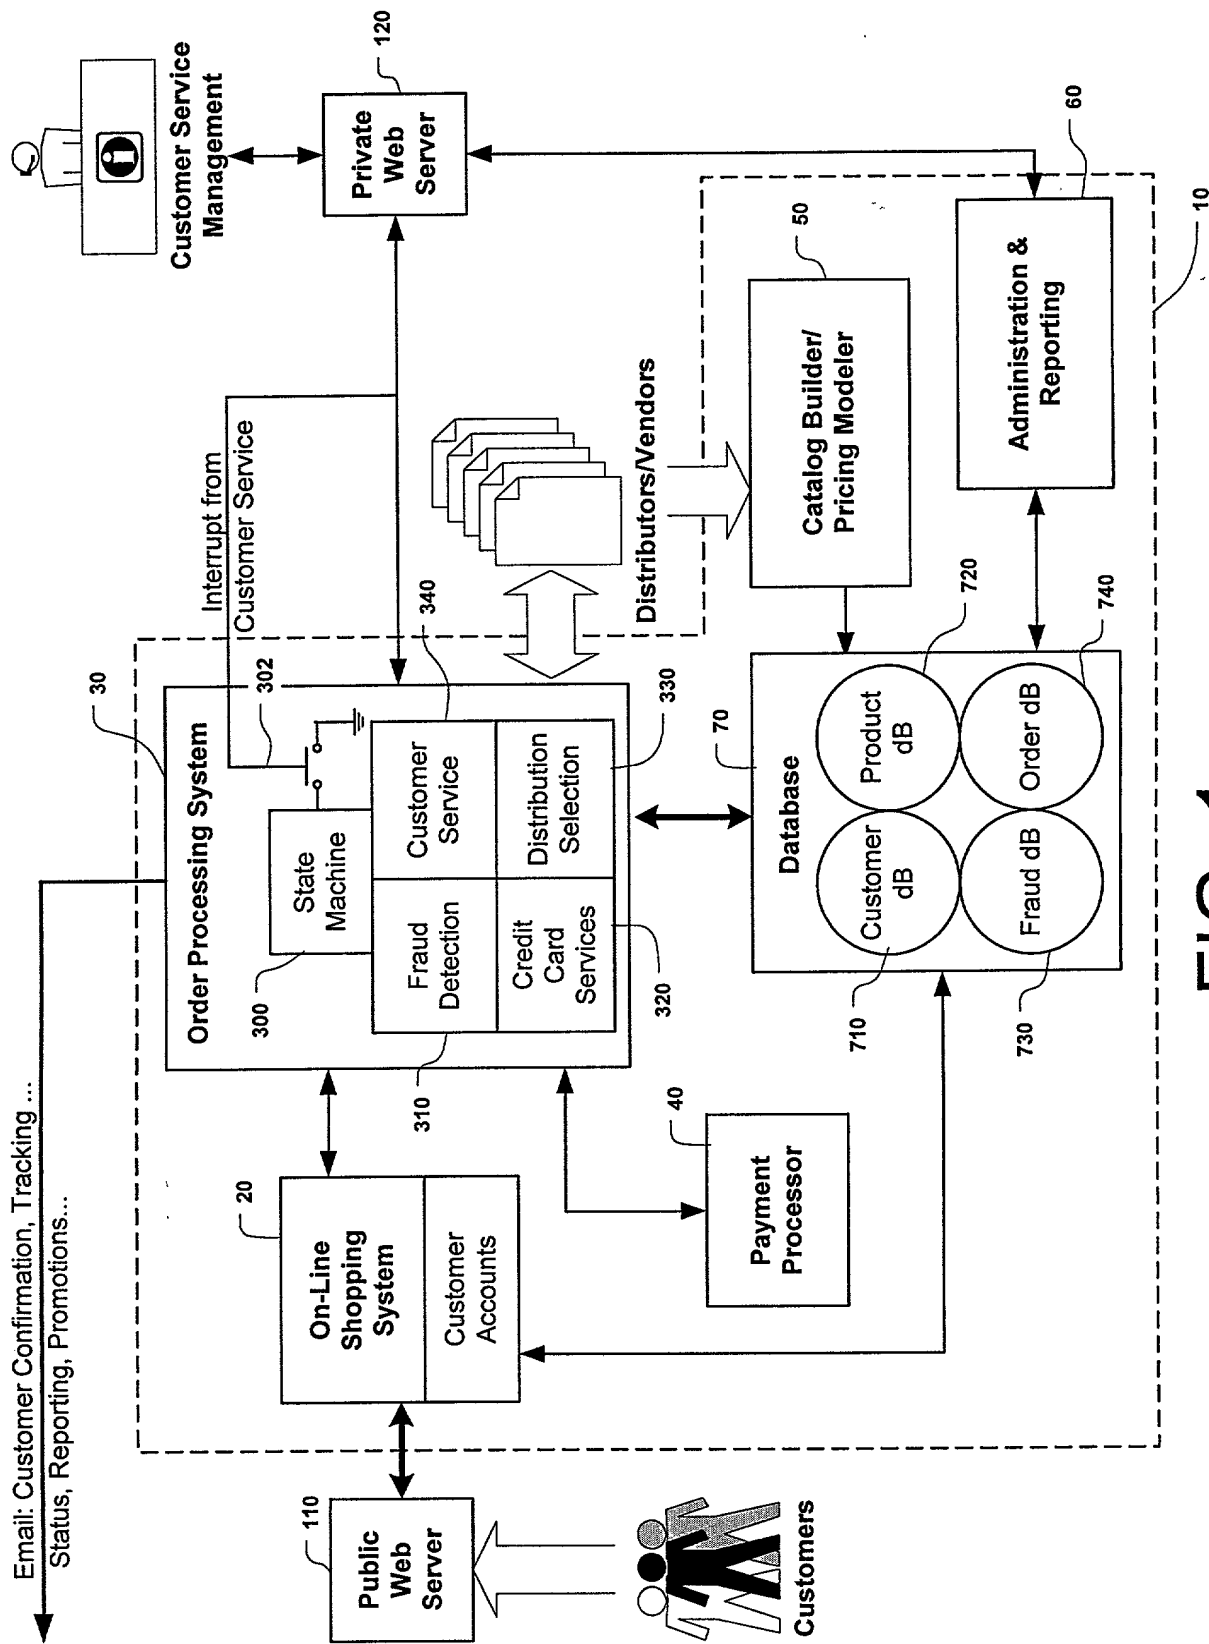 Email: Customer Confirmation, Tracking ...
Status, Reporting, Promotions...
Customer Service
Management
120
Private
Web
Server
Interrupt from
Customer Service
30
Order Processing System
302
300
State
Machine
340
Fraud
Detection
Customer
Service
310
Credit
Card
Services
Distribution
Selection
320
330
Distributors/Vendors
20
On-Line
Shopping
System
Customer
Accounts
110
Public
Web
Server
Customers
40
Payment
Processor
70
Database
Customer
dB
Product
dB
Fraud dB
Order dB
710
720
730
740
50
Catalog Builder/
Pricing Modeler
60
Administration &
Reporting
10